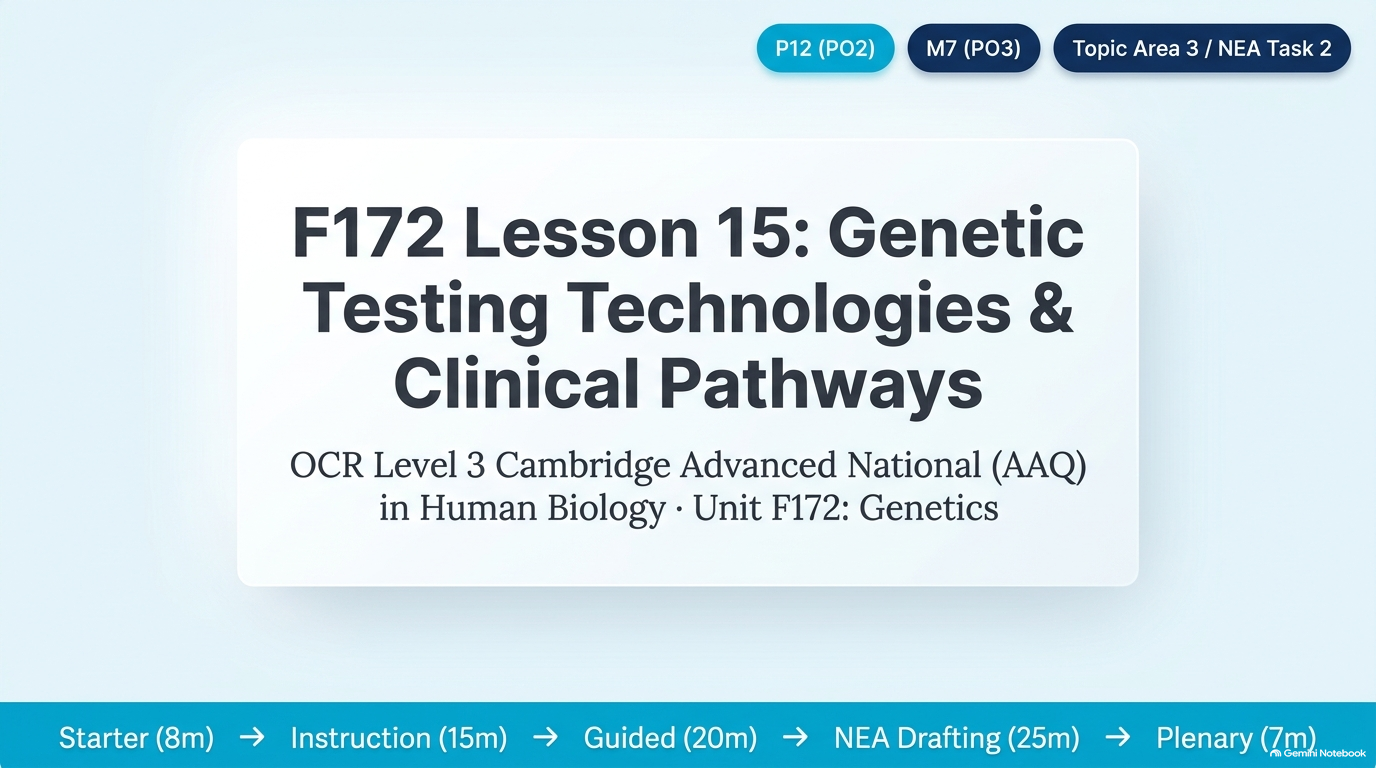 P12 (PO2) M7 (PO3) Topic Area 3 / NEA Task 2
F172 Lesson 15: Genetic
Testing Technologies &
Clinical Pathways
OCR Level 3 Cambridge Advanced National (AAQ)
in Human Biology · Unit F172: Genetics
Starter (8m) → Instruction (15m) → Guided (20m) → NEA Drafting (25m) → Plenary (7m)
Gemini Notebook